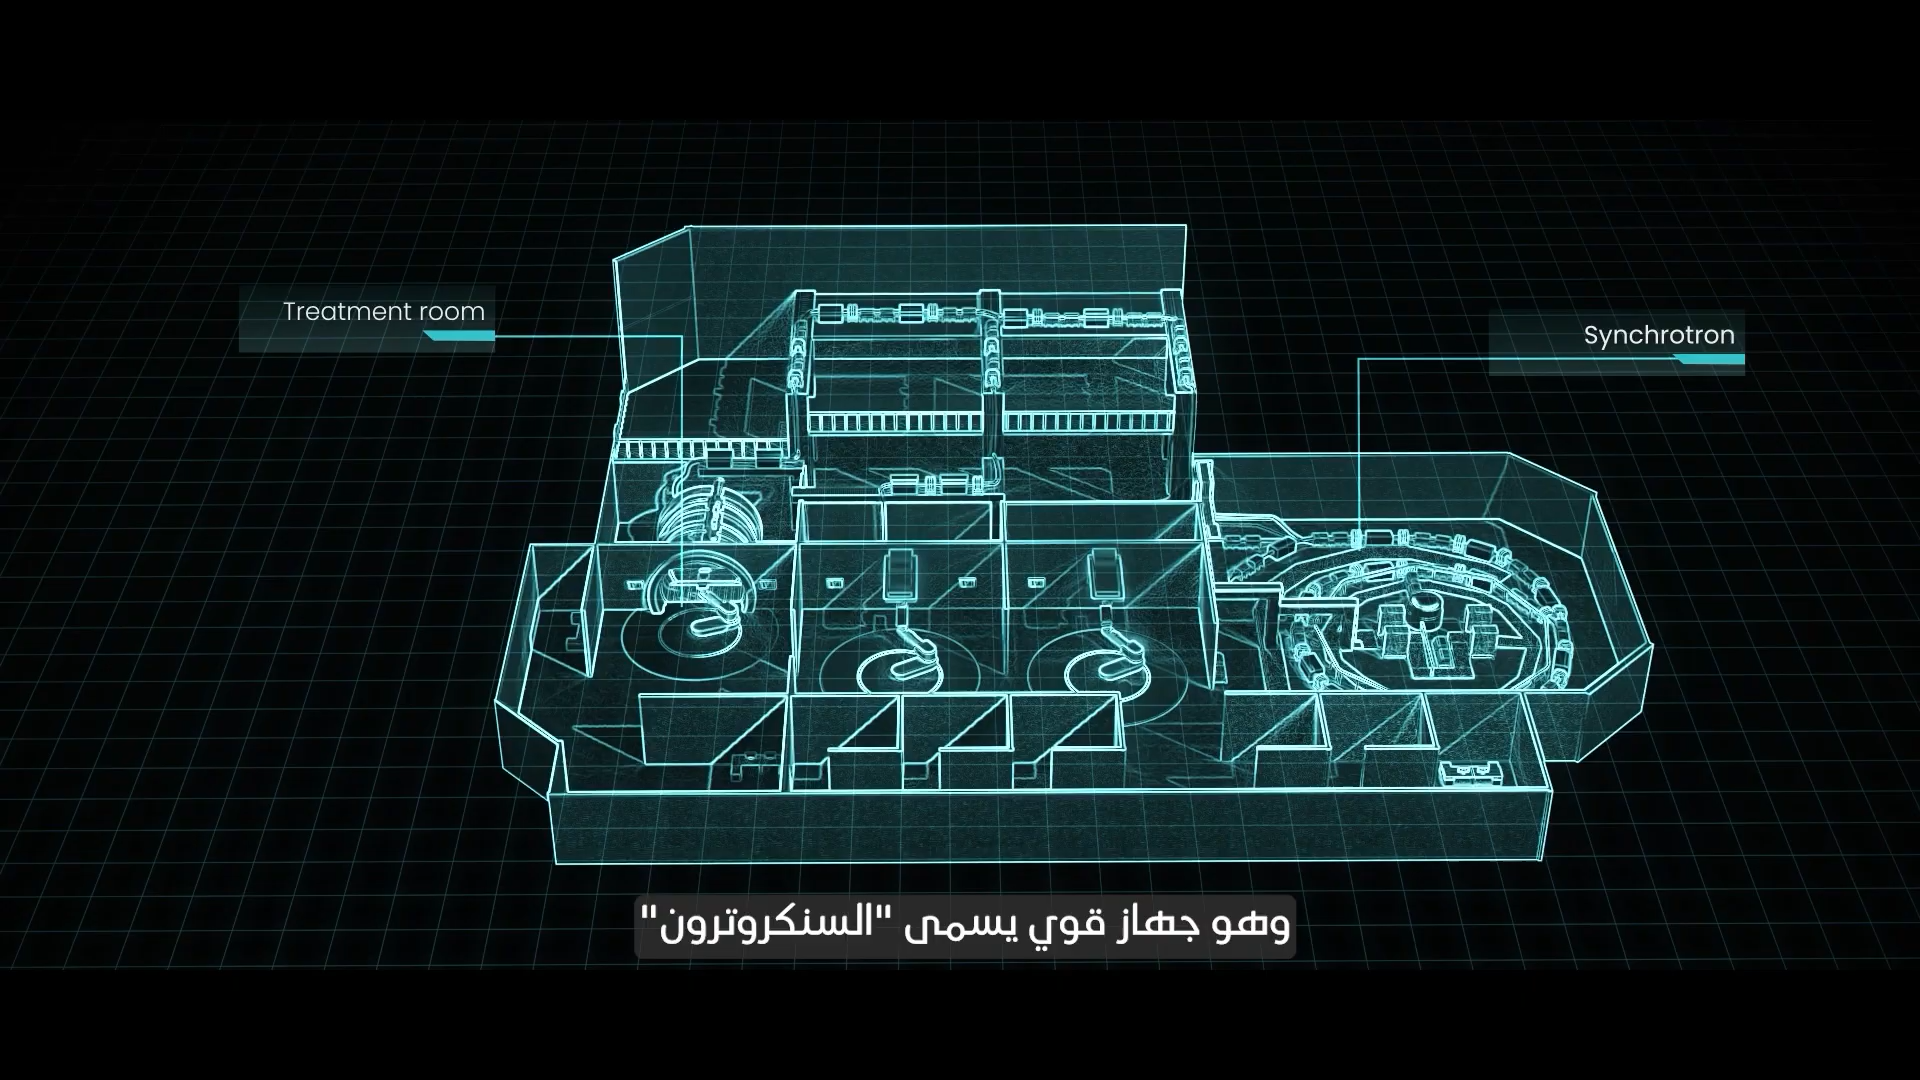 Treatment room
Synchrotron
وهو جهاز قوي يسمى "السنكروترون"